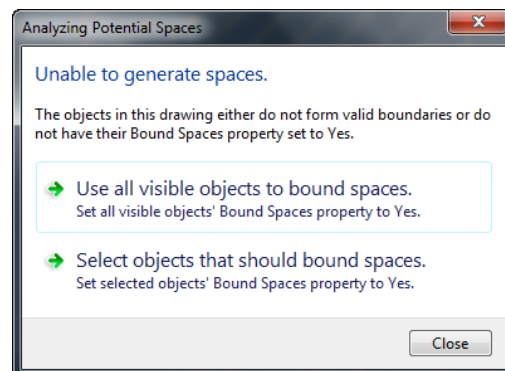 Analyzing Potential Spaces
Unable to generate spaces.
The objects in this drawing either do not form valid boundaries or do
not have their Bound Spaces property set to Yes.
Use all visible objects to bound spaces.
Set all visible objects' Bound Spaces property to Yes.
Select objects that should bound spaces.
Set selected objects' Bound Spaces property to Yes.
Close